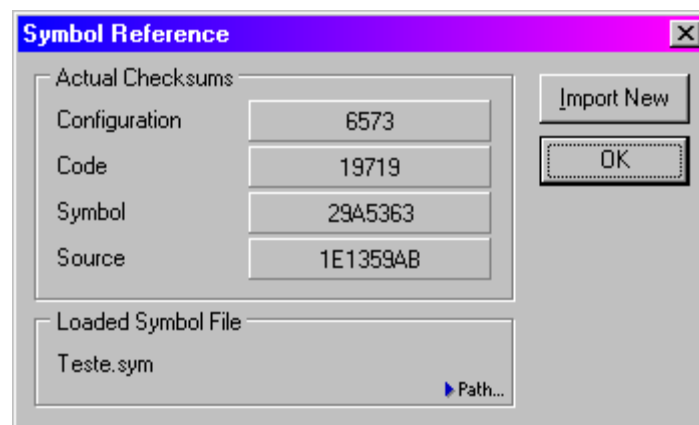 Symbol Reference
Actual Checksums
Configuration 6573
Code 19719
Symbol 29A5363
Source 1E1359AB
Import New
OK
Loaded Symbol File
Teste.sym
Path...